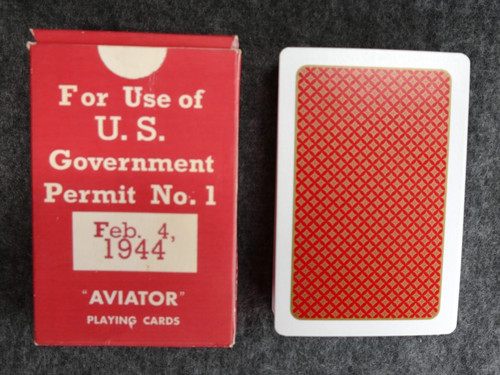 For Use of
U. S.
Government
Permit No. 1
Feb. 4,
1944
"AVIATOR"
PLAYING CARDS